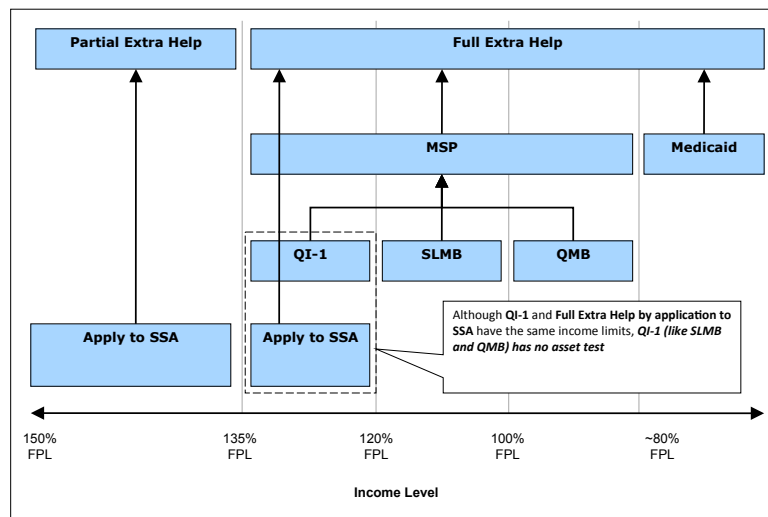 Partial Extra Help
Full Extra Help
MSP
Medicaid
QI-1
SLMB
QMB
Apply to SSA
Apply to SSA
Although QI-1 and Full Extra Help by application to
SSA have the same income limits, QI-1 (like SLMB
and QMB) has no asset test
150%
FPL
135%
FPL
120%
FPL
100%
FPL
~80%
FPL
Income Level